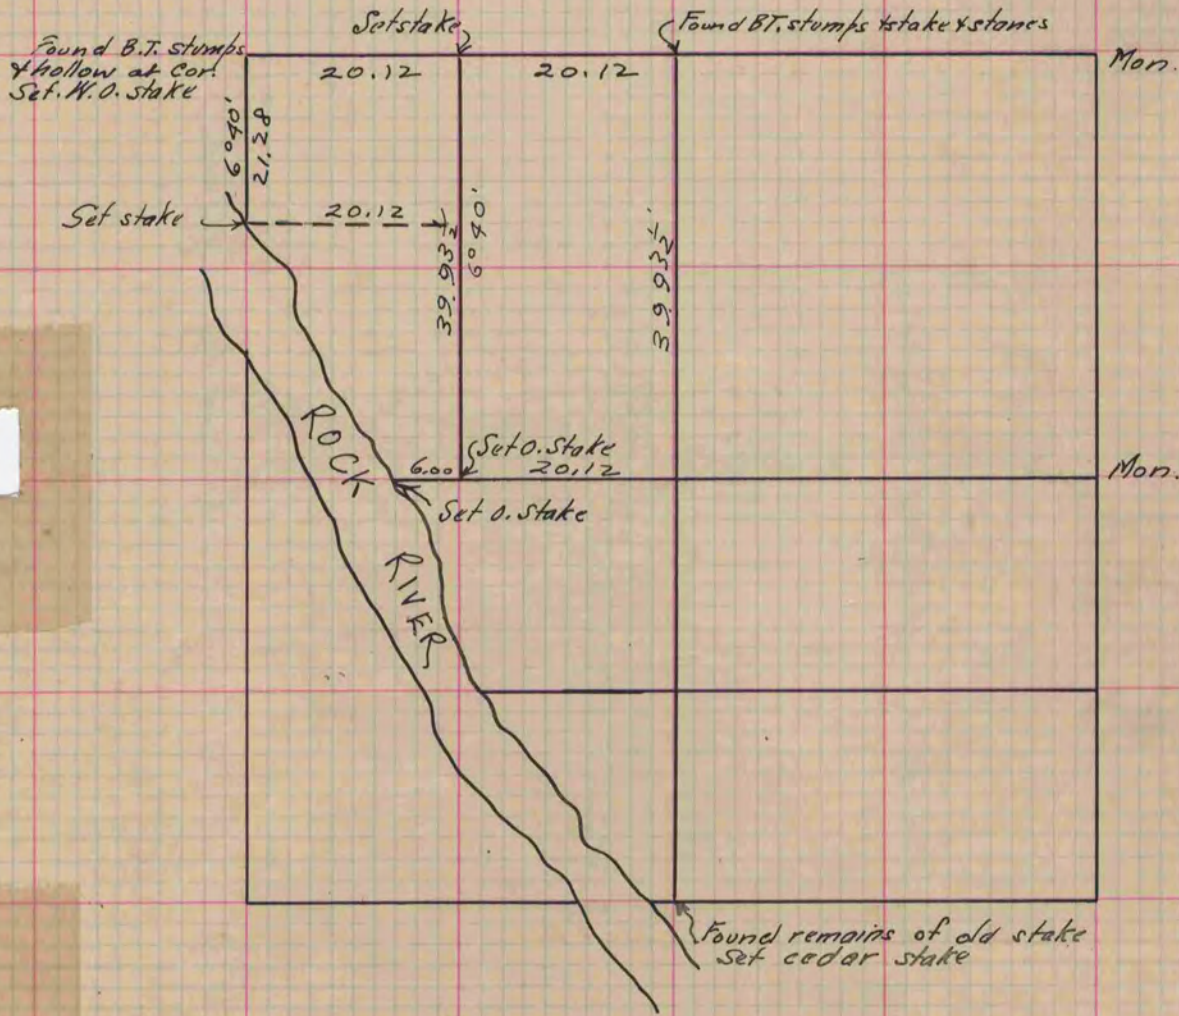 Set stake
Found BT. stumps & stake & stones
Found B.T. stumps
& hollow at Cor.
Set. W.O. stake
20.12
20.12
Mon.
6°40'
21.28
Set stake
20.12
39.93½
6°40'
39.93½
Set O. Stake
6.00
20.12
Mon.
Set O. Stake
ROCK
RIVER
Found remains of old stake
Set cedar stake